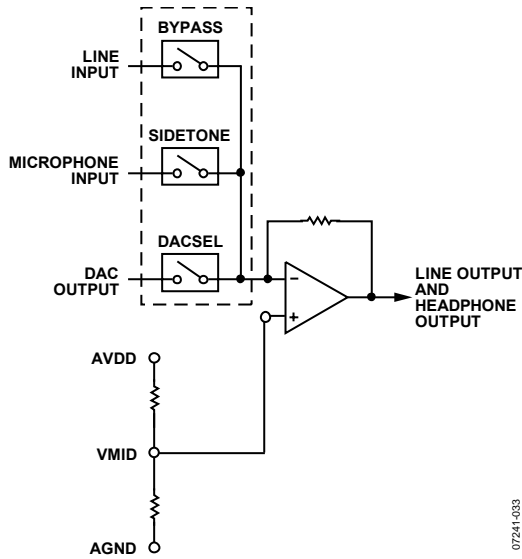 BYPASS
LINE
INPUT
SIDETONE
MICROPHONE
INPUT
DACSEL
DAC
OUTPUT
−
+
LINE OUTPUT
AND
HEADPHONE
OUTPUT
AVDD
VMID
AGND
07241-033